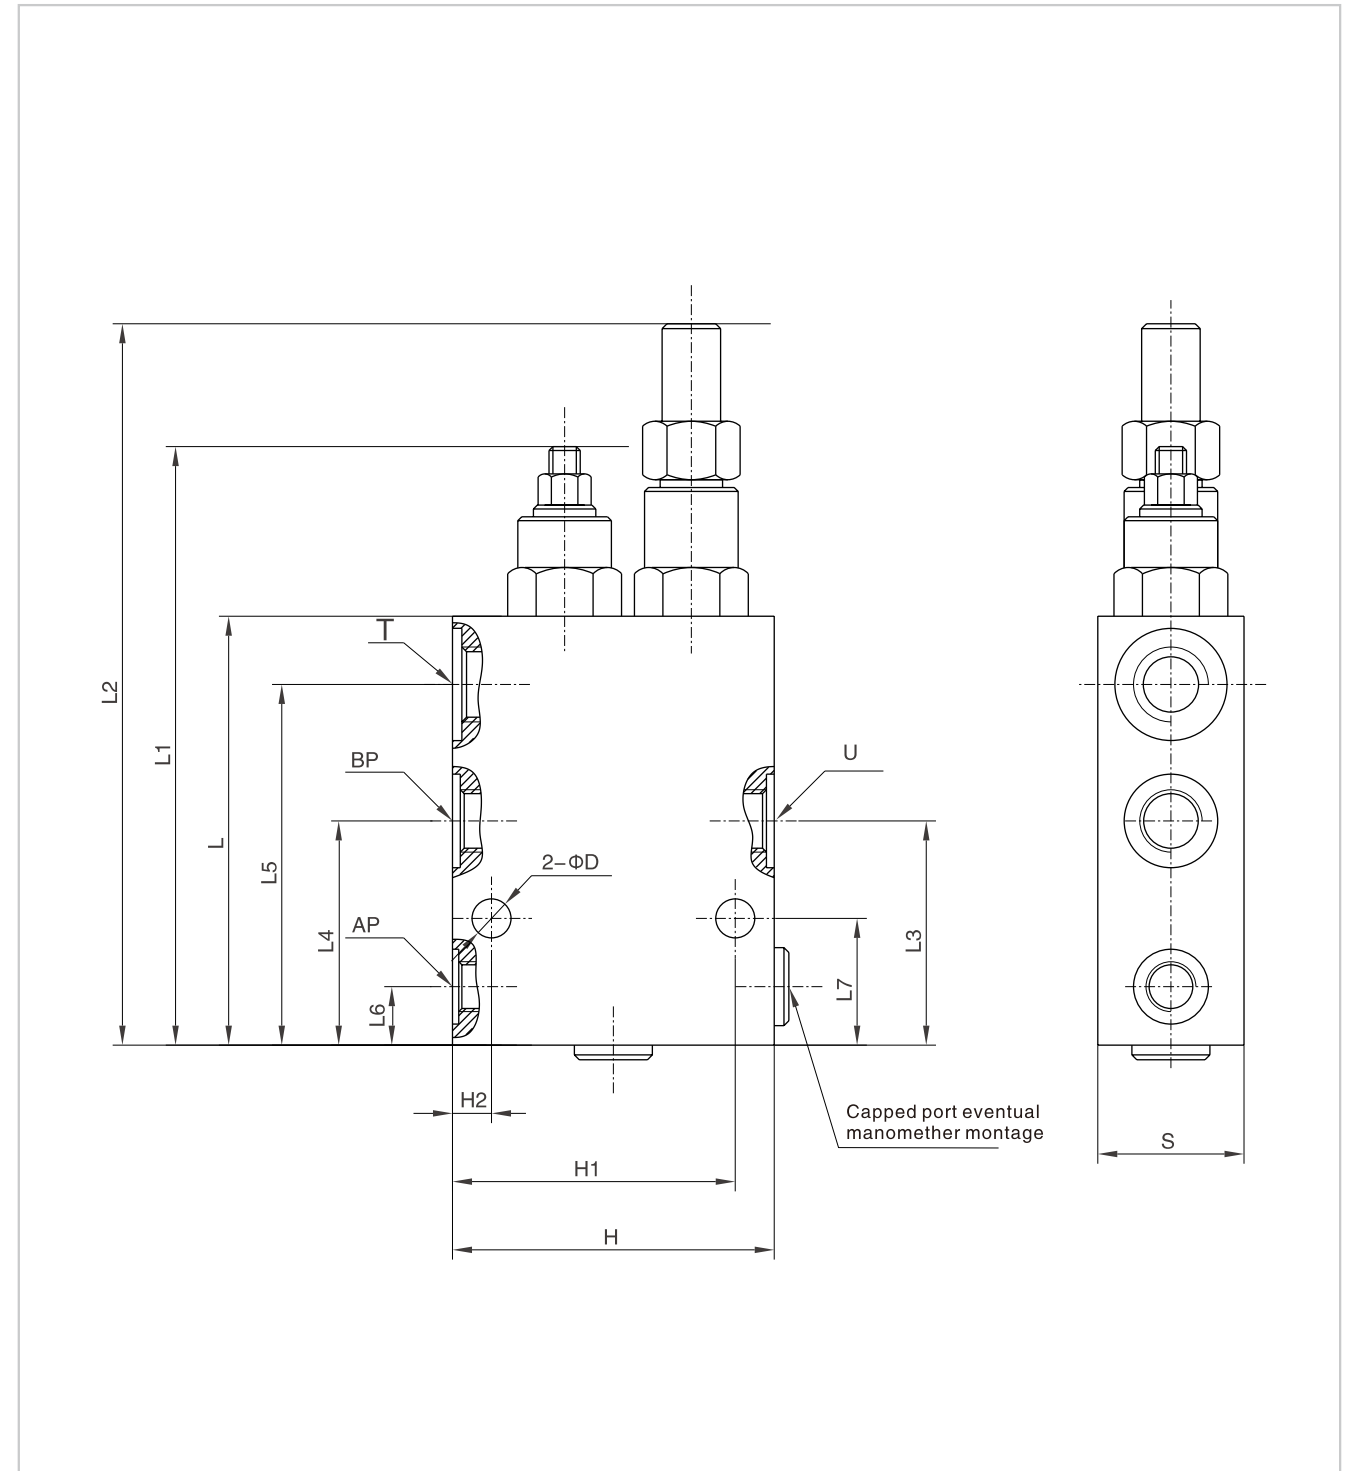 T
L2
L1
BP
U
L
L5
2-ΦD
AP
L4
L3
L7
L6
H2
Capped port eventual
manomether montage
S
H1
H